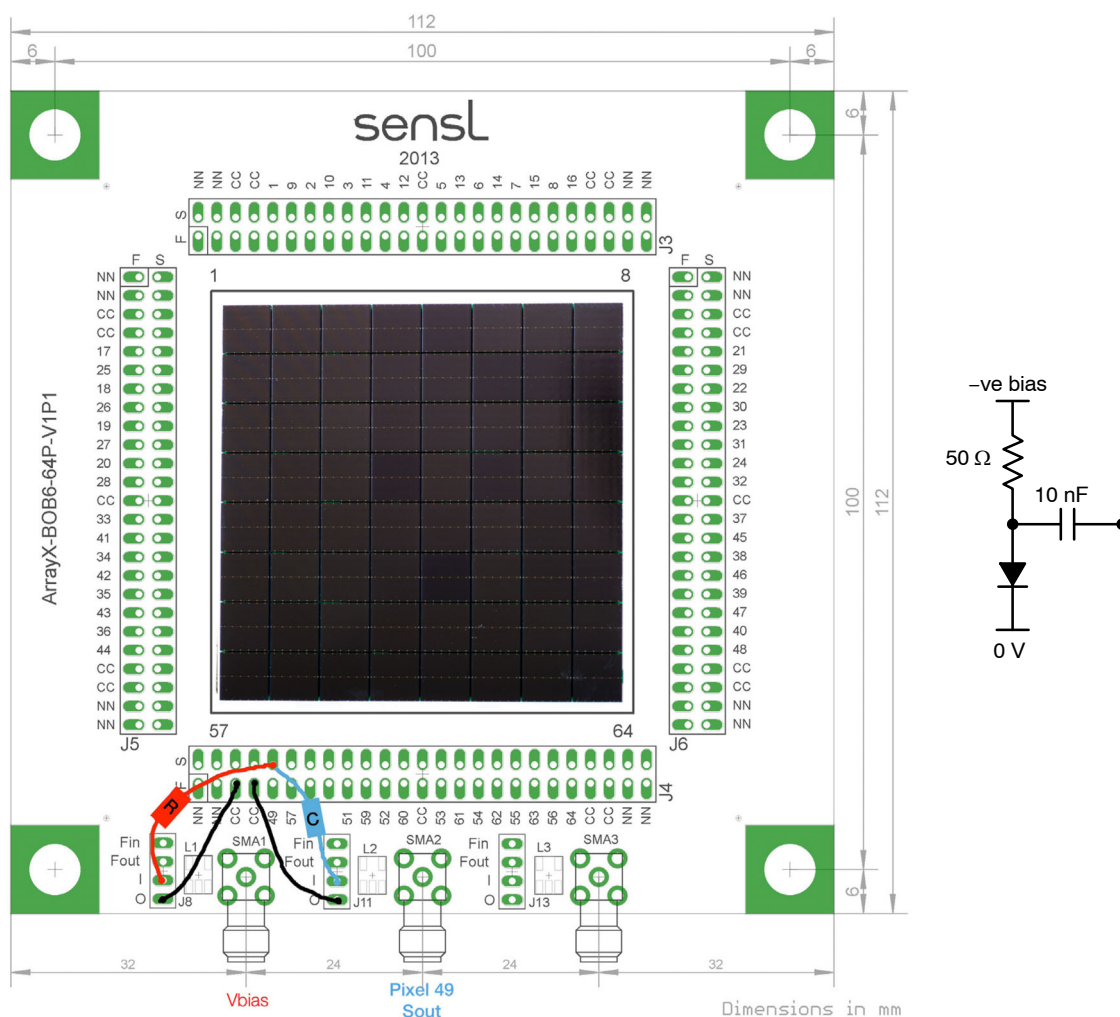 112
6
100
6
sensL
2013
NN NN CC CC 1 9 2 10 3 11 4 12 CC 5 13 6 14 7 15 8 16 CC CC NN NN
S
F
J3
F S
1
8
F S
NN
NN
CC
CC
17
25
18
26
19
27
20
28
CC
33
41
34
42
35
43
36
44
CC
CC
NN
NN
J5
ArrayX-BOB6-64P-V1P1
NN
NN
CC
CC
21
29
22
30
23
31
24
32
CC
37
45
38
46
39
47
40
48
CC
CC
NN
NN
J6
6
100
112
6
–ve bias
50 Ω
10 nF
0 V
57
64
S
F
J4
R
C
NN NN CC CC 49 57 51 59 52 60 CC 53 61 54 62 55 63 56 64 CC CC NN NN
Fin
Fout
I
O
L1
J8
SMA1
Fin
Fout
I
O
L2
J11
SMA2
Fin
Fout
I
O
L3
J13
SMA3
32
24
24
32
Vbias
Pixel 49
Sout
Dimensions in mm